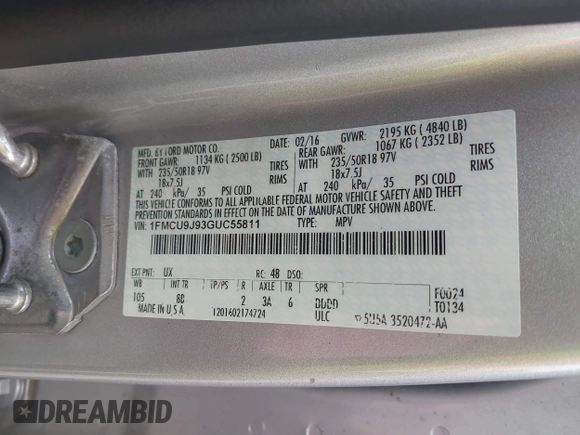 MFD. BY FORD MOTOR CO.
DATE: 02/16 GVWR: 2195 KG ( 4840 LB)
FRONT GAWR: 1134 KG ( 2500 LB)
REAR GAWR: 1067 KG ( 2352 LB)
WITH 235/50R18 97V TIRES
18x7.5J RIMS
AT 240 kPa/ 35 PSI COLD
WITH 235/50R18 97V TIRES
18x7.5J RIMS
AT 240 kPa/ 35 PSI COLD
THIS VEHICLE CONFORMS TO ALL APPLICABLE FEDERAL MOTOR VEHICLE SAFETY AND THEFT
PREVENTION STANDARDS IN EFFECT ON THE DATE OF MANUFACTURE SHOWN ABOVE.
VIN: 1FMCU9J93GUC55811 TYPE: MPV
EXT PNT: UX RC: 48 DSO:
WB INT TR TP/PS R AXLE TR SPR
105 8D 2 3A 6 DUDD
ULC
F0024
T0134
MADE IN U.S.A. 1201602174724
5U5A 3520472-AA
DREAMBID